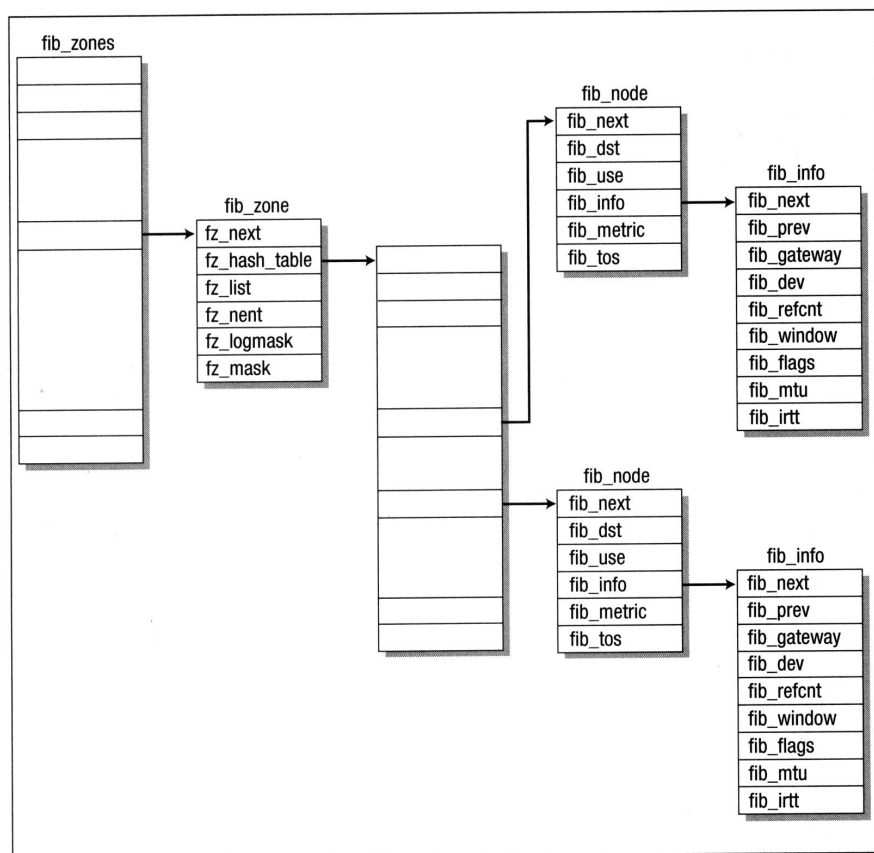 fib_zones
fib_zone
fz_next
fz_hash_table
fz_list
fz_nent
fz_logmask
fz_mask
fib_node
fib_next
fib_dst
fib_use
fib_info
fib_metric
fib_tos
fib_info
fib_next
fib_prev
fib_gateway
fib_dev
fib_refcnt
fib_window
fib_flags
fib_mtu
fib_irtt
fib_node
fib_next
fib_dst
fib_use
fib_info
fib_metric
fib_tos
fib_info
fib_next
fib_prev
fib_gateway
fib_dev
fib_refcnt
fib_window
fib_flags
fib_mtu
fib_irtt